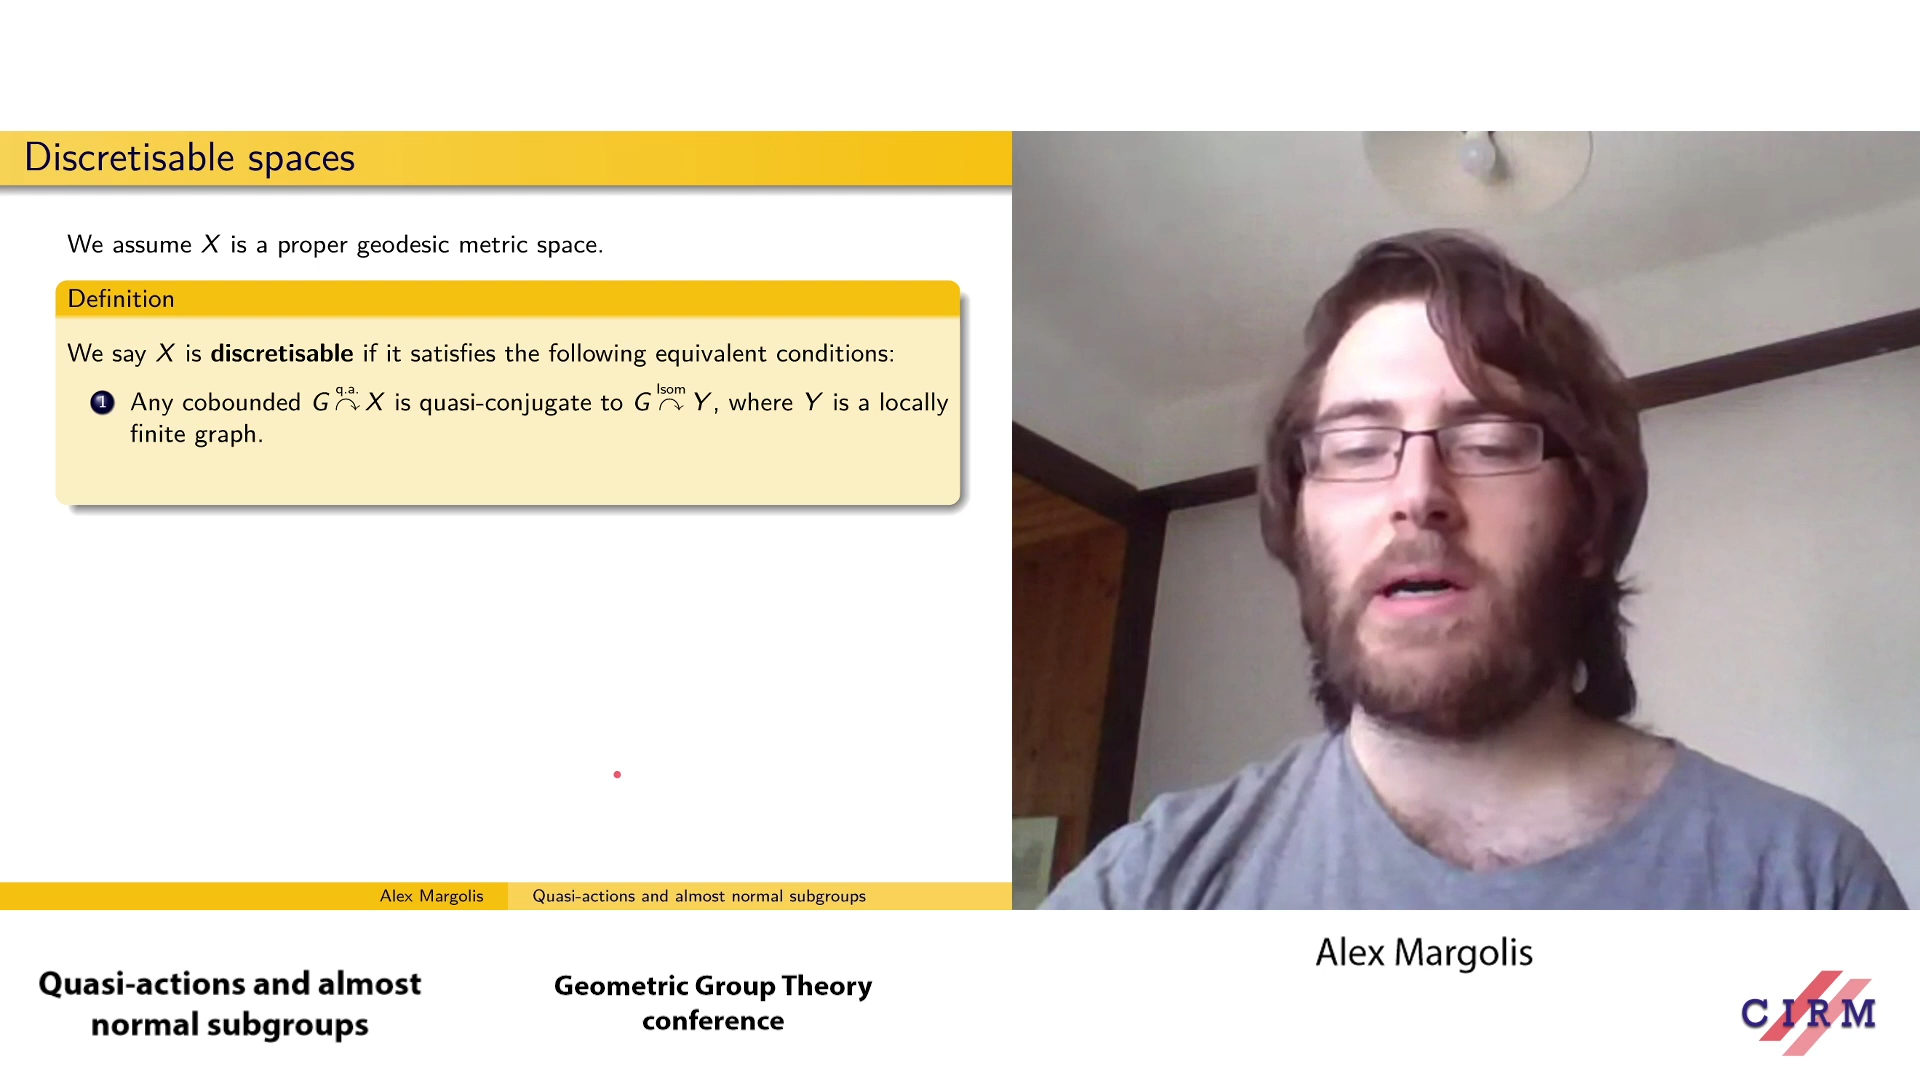 Discretisable spaces
We assume X is a proper geodesic metric space.
Definition
We say X is discretisable if it satisfies the following equivalent conditions:
1 Any cobounded G q.a. ↷ X is quasi-conjugate to G Isom ↷ Y, where Y is a locally
finite graph.
Alex Margolis
Quasi-actions and almost normal subgroups
Alex Margolis
Quasi-actions and almost
normal subgroups
Geometric Group Theory
conference
CIRM